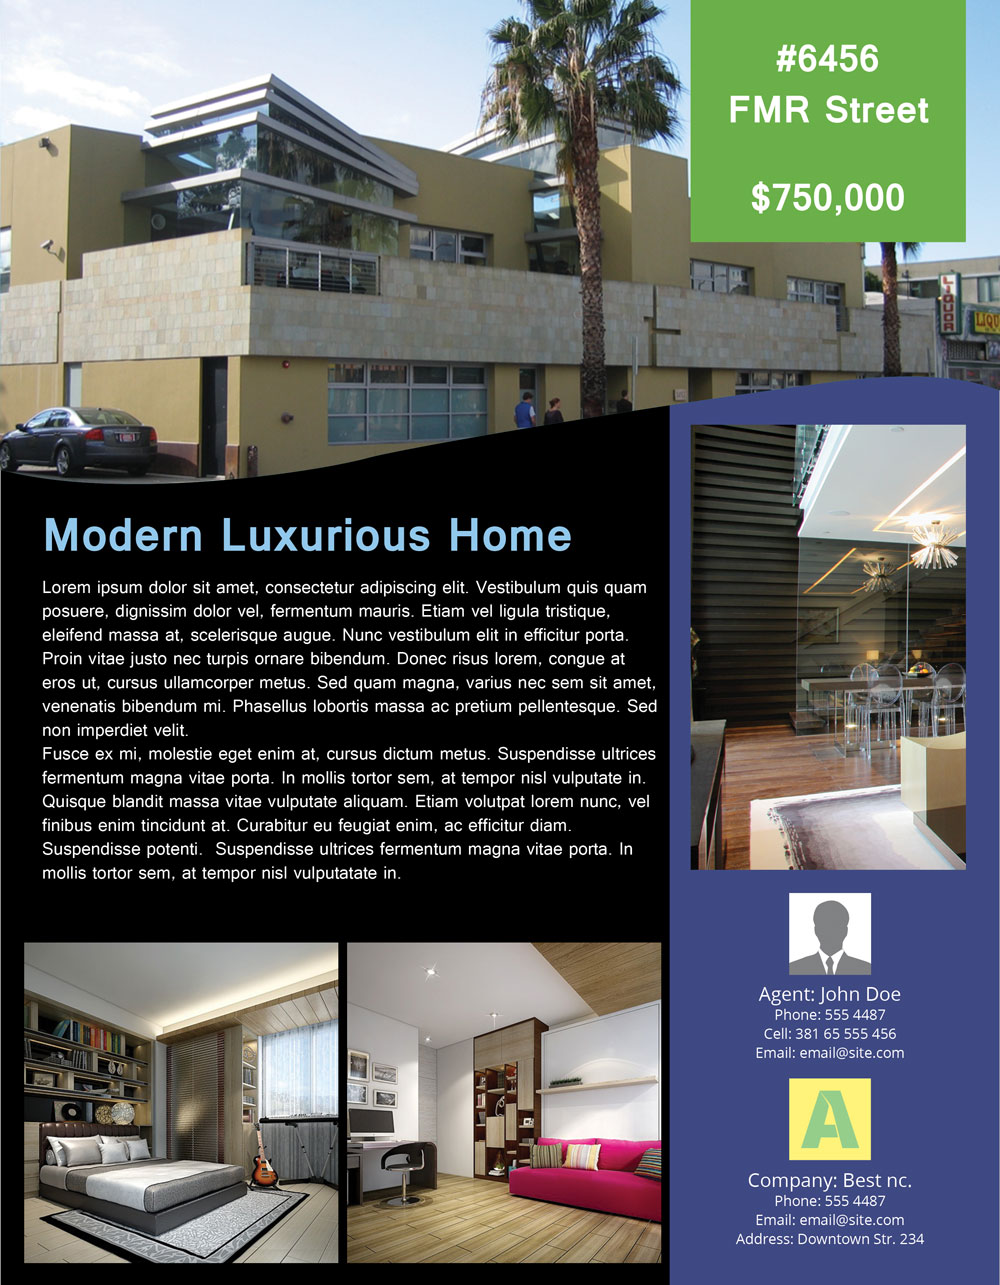 #6456
FMR Street
$750,000
LIQUOR
LIQU
Modern Luxurious Home
Lorem ipsum dolor sit amet, consectetur adipiscing elit. Vestibulum quis quam
posuere, dignissim dolor vel, fermentum mauris. Etiam vel ligula tristique,
eleifend massa at, scelerisque augue. Nunc vestibulum elit in efficitur porta.
Proin vitae justo nec turpis ornare bibendum. Donec risus lorem, congue at
eros ut, cursus ullamcorper metus. Sed quam magna, varius nec sem sit amet,
venenatis bibendum mi. Phasellus lobortis massa ac pretium pellentesque. Sed
non imperdiet velit.
Fusce ex mi, molestie eget enim at, cursus dictum metus. Suspendisse ultrices
fermentum magna vitae porta. In mollis tortor sem, at tempor nisl vulputate in.
Quisque blandit massa vitae vulputate aliquam. Etiam volutpat lorem nunc, vel
finibus enim tincidunt at. Curabitur eu feugiat enim, ac efficitur diam.
Suspendisse potenti.  Suspendisse ultrices fermentum magna vitae porta. In
mollis tortor sem, at tempor nisl vulputatate in.
Agent: John Doe
Phone: 555 4487
Cell: 381 65 555 456
Email: email@site.com
A
Company: Best nc.
Phone: 555 4487
Email: email@site.com
Address: Downtown Str. 234